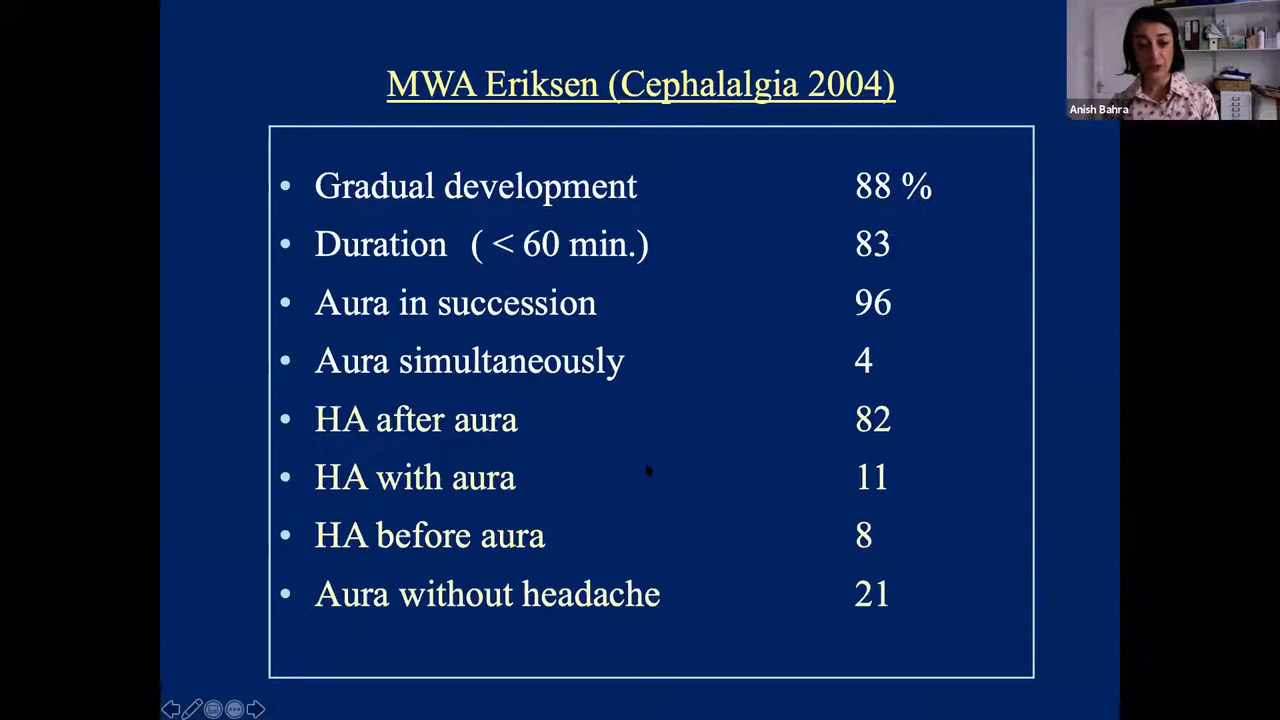 MWA Eriksen (Cephalalgia 2004)
Anish Bahra
• Gradual development 88 %
• Duration ( < 60 min.) 83
• Aura in succession 96
• Aura simultaneously 4
• HA after aura 82
• HA with aura 11
• HA before aura 8
• Aura without headache 21